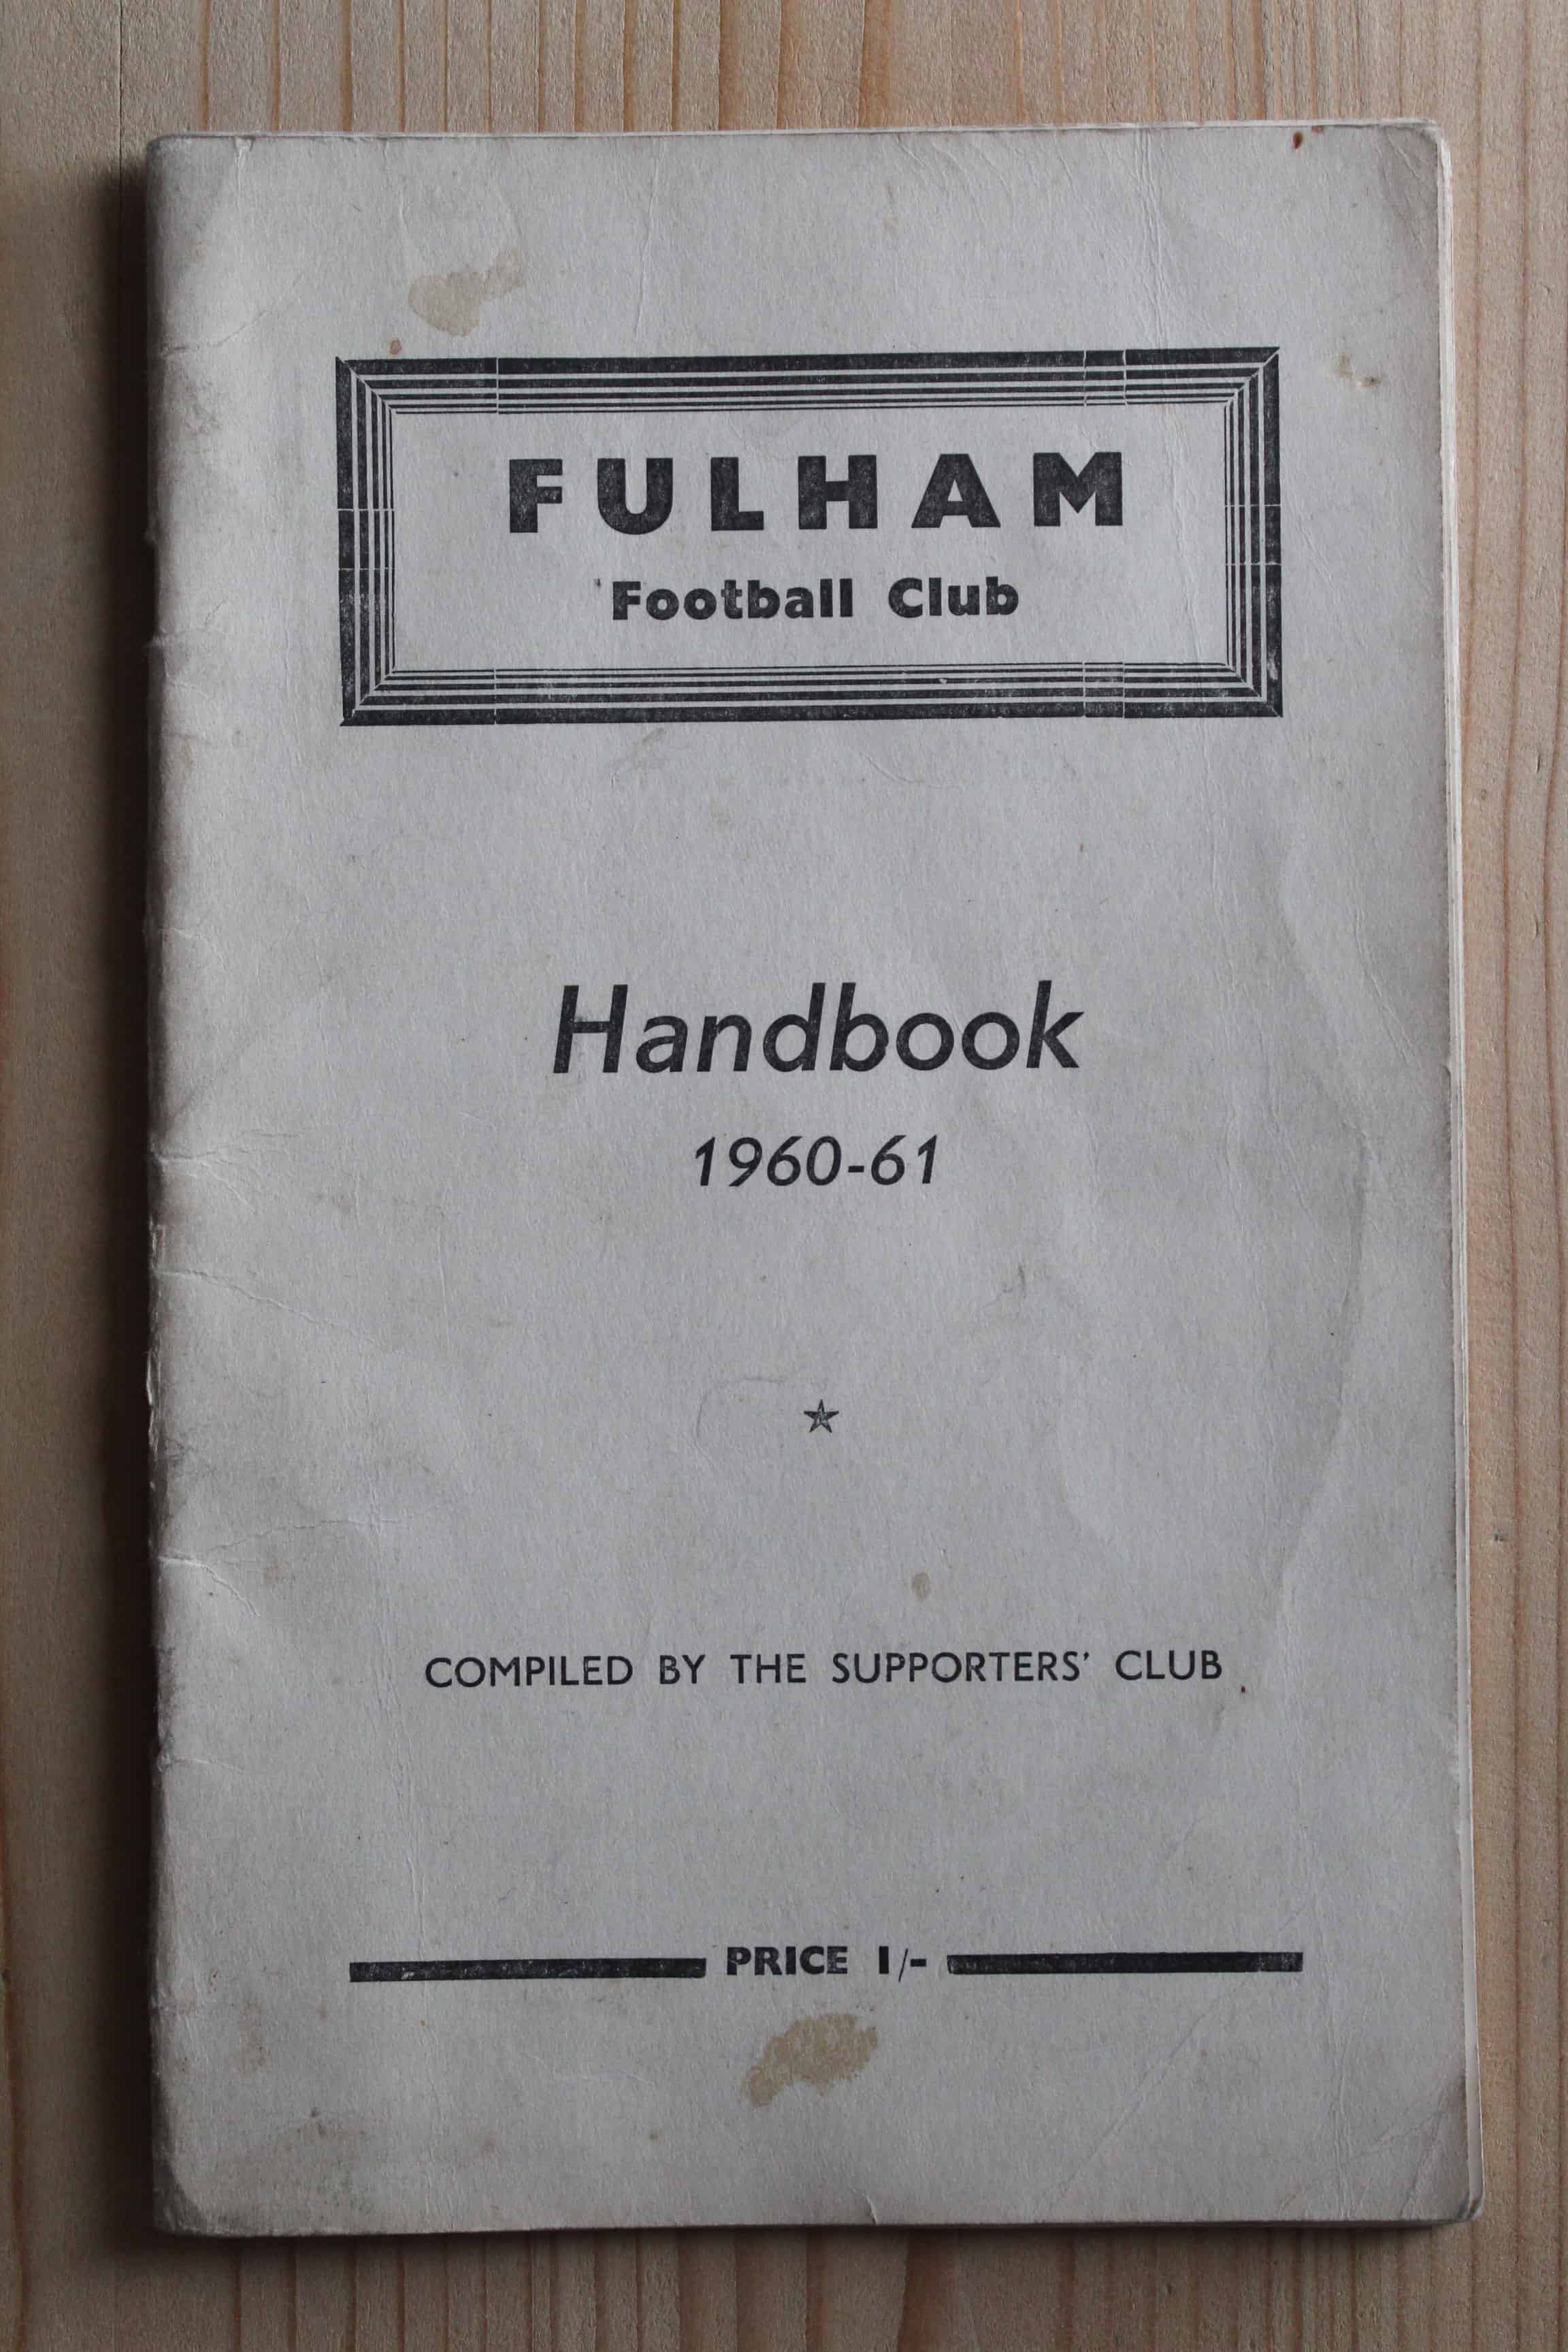 FULHAM
Football Club
Handbook
1960-61
COMPILED BY THE SUPPORTERS' CLUB
PRICE 1/-